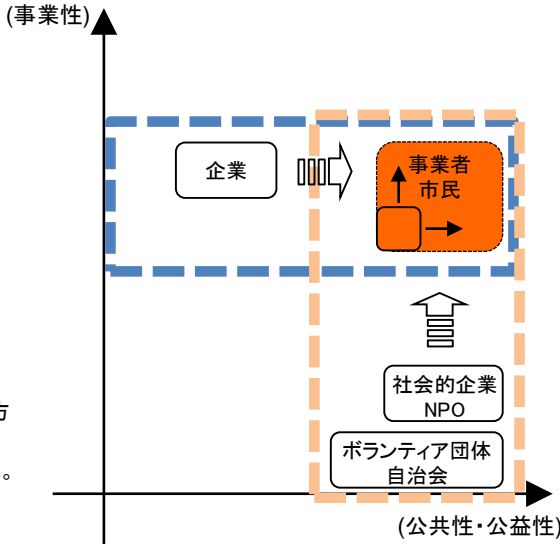 (事業性)
企業
事業者
市民
社会的企業
NPO
方
ボランティア団体
自治会
。
(公共性・公益性)